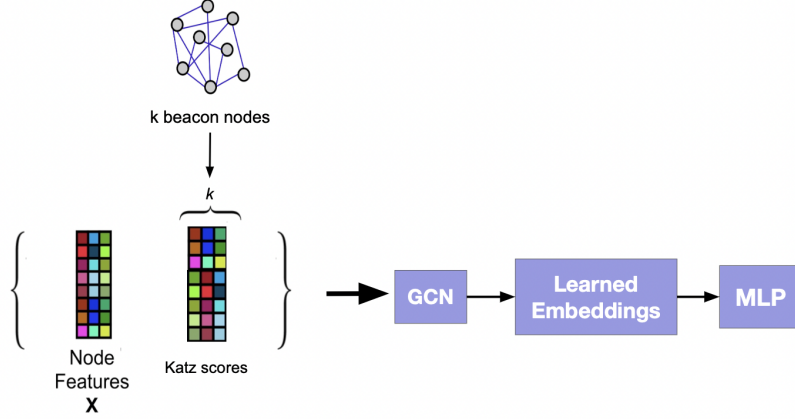 k beacon nodes
k
Node
Features
X
Katz scores
GCN
Learned
Embeddings
MLP